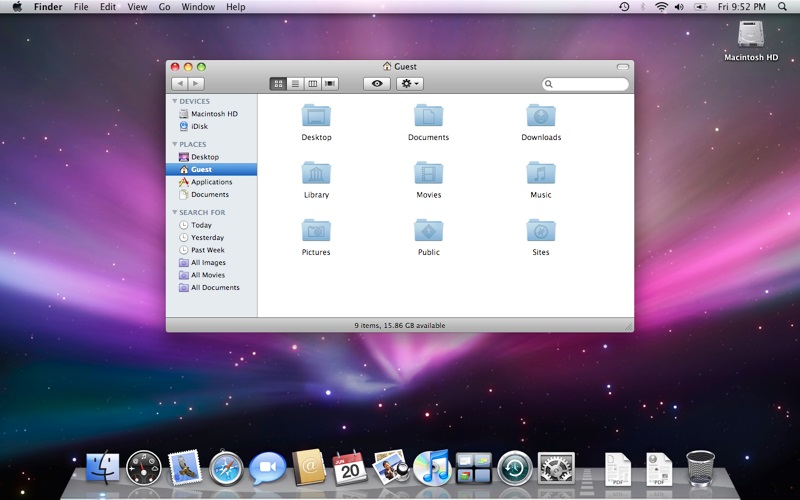 Finder File Edit View Go Window Help Fri 9:52 PM
Macintosh HD
Guest
DEVICES
Macintosh HD
iDisk
PLACES
Desktop
Guest
Applications
Documents
SEARCH FOR
Today
Yesterday
Past Week
All Images
All Movies
All Documents
Desktop Documents Downloads
Library Movies Music
Pictures Public Sites
9 items, 15.86 GB available
JUN
20
PDF
PDF